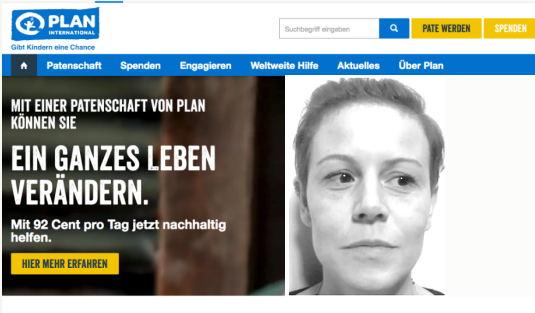 PLAN
INTERNATIONAL
Gibt Kindern eine Chance
Suchbegriff eingeben
PATE WERDEN
SPENDEN
Patenschaft Spenden Engagieren Weltweite Hilfe Aktuelles Über Plan
MIT EINER PATENSCHAFT VON PLAN
KÖNNEN SIE
EIN GANZES LEBEN
VERÄNDERN.
Mit 92 Cent pro Tag jetzt nachhaltig
helfen.
HIER MEHR ERFAHREN